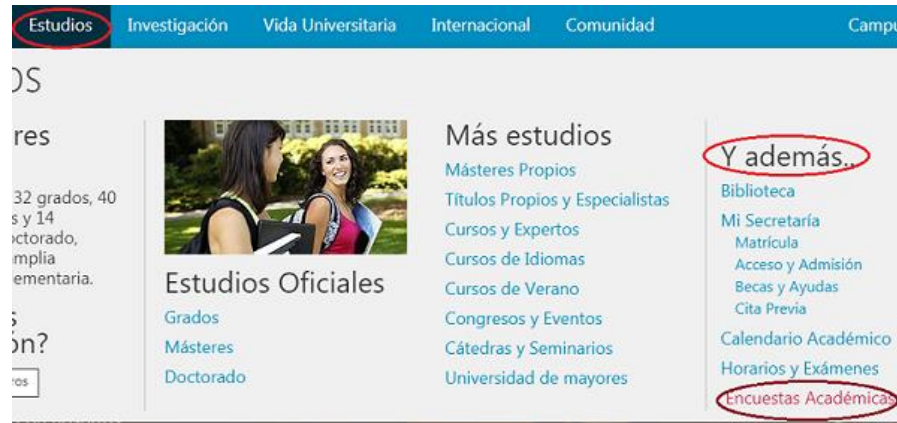 Estudios Investigación Vida Universitaria Internacional Comunidad
OS
res
32 grados, 40
s y 14
octorado,
mplia
ementaria.
s
ón?
ros
Estudios Oficiales
Grados
Másteres
Doctorado
Más estudios
Másteres Propios
Títulos Propios y Especialistas
Cursos y Expertos
Cursos de Idiomas
Cursos de Verano
Congresos y Eventos
Cátedras y Seminarios
Universidad de mayores
Campu
Y además..
Biblioteca
Mi Secretaría
Matrícula
Acceso y Admisión
Becas y Ayudas
Cita Previa
Calendario Académico
Horarios y Exámenes
Encuestas Académicas